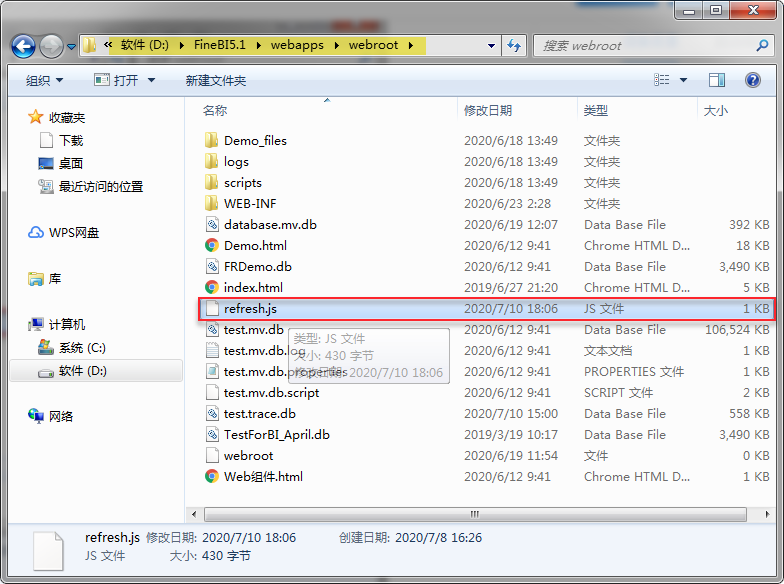 « 软件 (D:) ▸ FineBI5.1 ▸ webapps ▸ webroot ▸ 搜索 webroot
组织 打开 新建文件夹
收藏夹
下载
桌面
最近访问的位置
WPS网盘
库
计算机
系统 (C:)
软件 (D:)
网络
名称 修改日期 类型 大小
Demo_files 2020/6/18 13:49 文件夹
logs 2020/6/18 13:49 文件夹
scripts 2020/6/18 13:49 文件夹
WEB-INF 2020/6/23 2:28 文件夹
database.mv.db 2020/6/19 12:07 Data Base File 392 KB
Demo.html 2020/6/12 9:41 Chrome HTML D... 18 KB
FRDemo.db 2020/6/12 9:41 Data Base File 3,490 KB
index.html 2019/6/27 21:20 Chrome HTML D... 5 KB
refresh.js 2020/7/10 18:06 JS 文件 1 KB
test.mv.db 2020/6/12 9:41 Data Base File 106,524 KB
test.mv.db.log 2020/6/12 9:41 文本文档 1 KB
test.mv.db.properties 2020/6/12 9:41 PROPERTIES 文件 1 KB
test.mv.db.script 2020/6/12 9:41 SCRIPT 文件 2 KB
test.trace.db 2020/7/10 15:00 Data Base File 558 KB
TestForBI_April.db 2019/3/19 10:17 Data Base File 3,490 KB
webroot 2020/6/19 11:54 文件 0 KB
Web组件.html 2020/6/12 9:41 Chrome HTML D... 1 KB
类型: JS 文件
大小: 430 字节
修改日期: 2020/7/10 18:06
refresh.js 修改日期: 2020/7/10 18:06 创建日期: 2020/7/8 16:26
JS 文件 大小: 430 字节